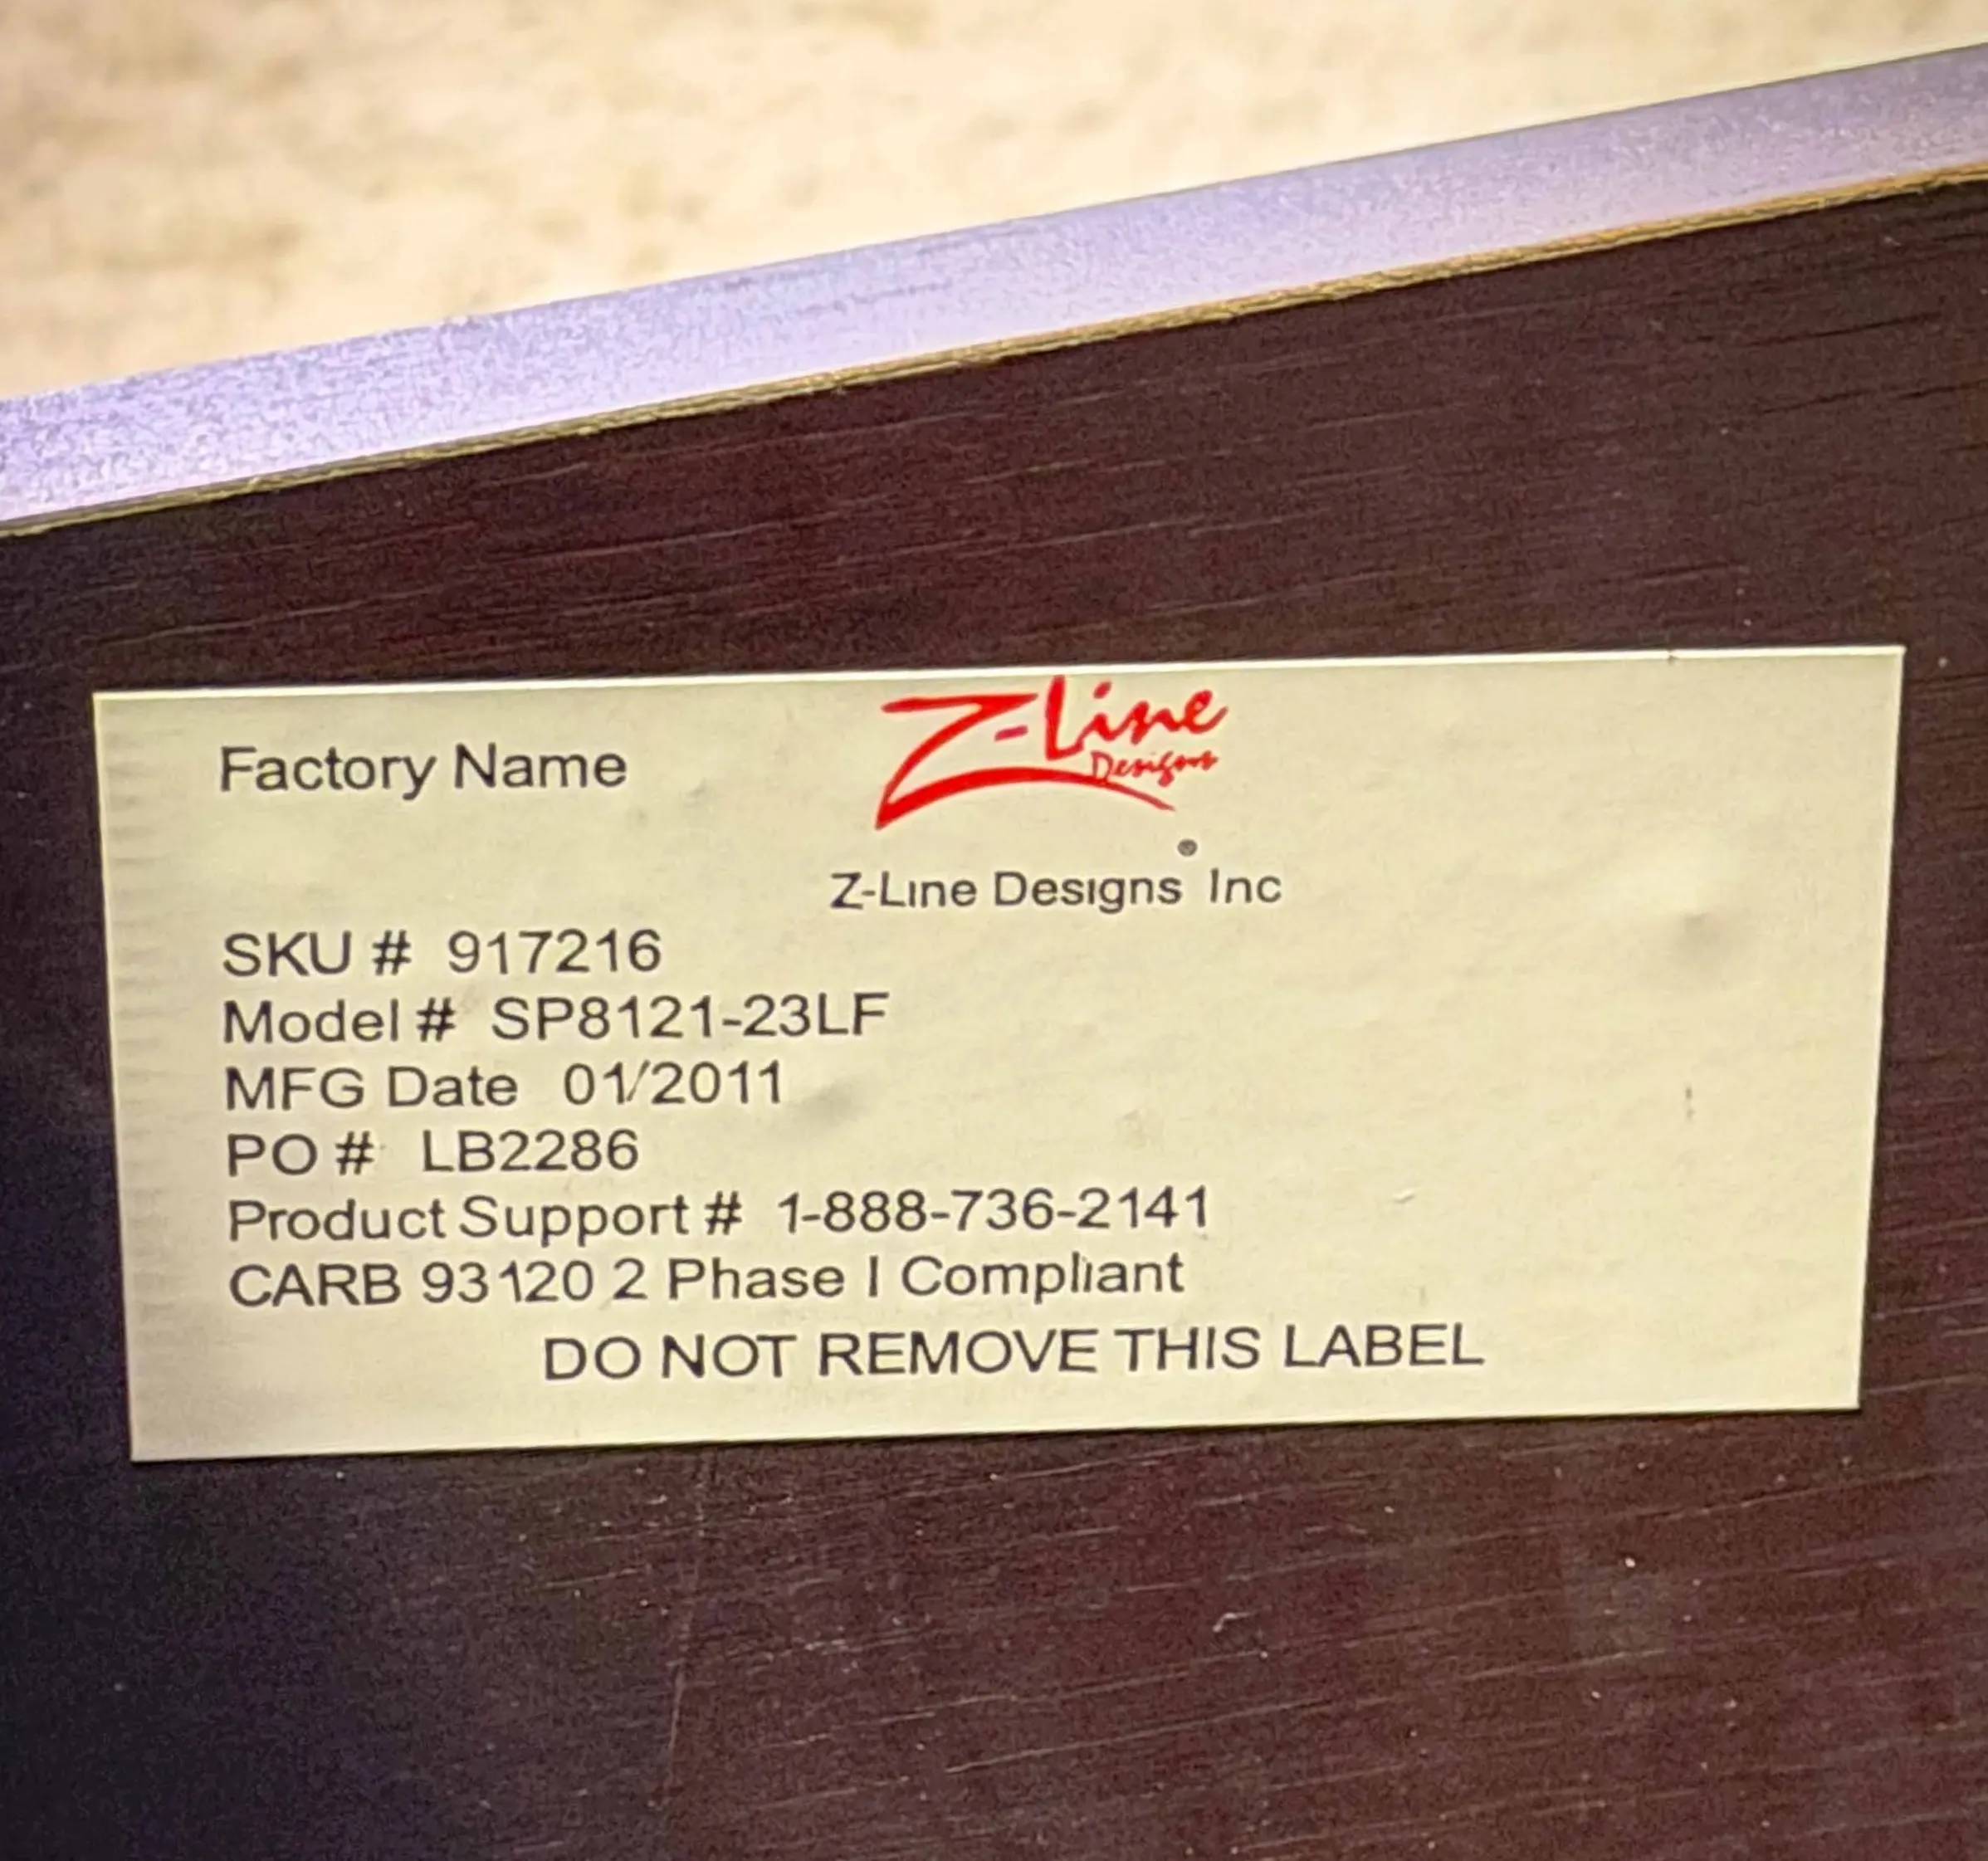 Z-Line
Designs
Factory Name
Z-Line Designs Inc
SKU # 917216
Model # SP8121-23LF
MFG Date 01/2011
PO # LB2286
Product Support # 1-888-736-2141
CARB 93120 2 Phase I Compliant
DO NOT REMOVE THIS LABEL